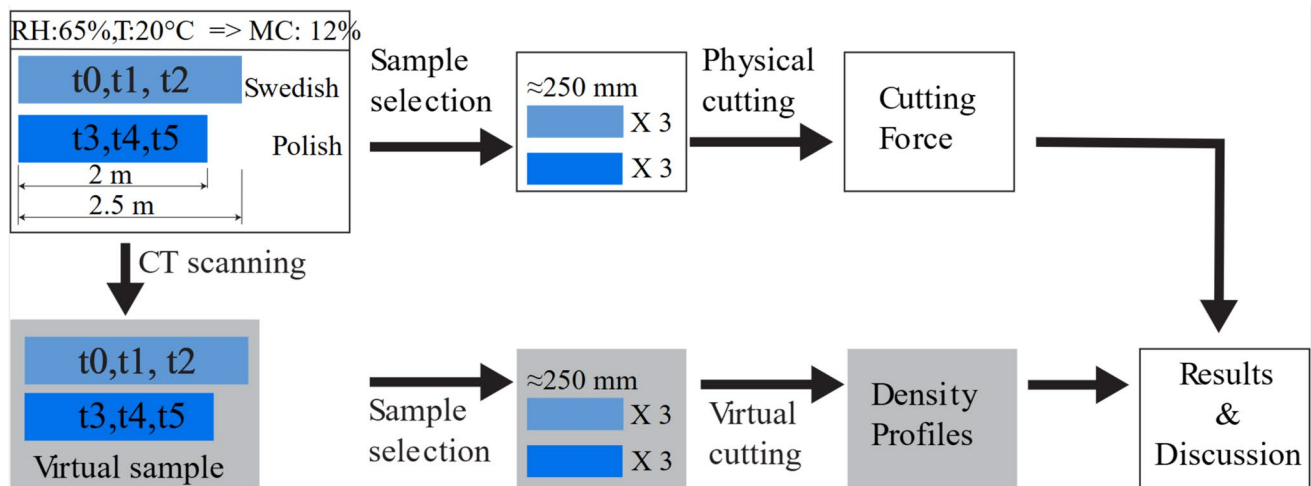 RH:65%,T:20°C => MC: 12%
t0,t1, t2
Swedish
t3,t4,t5
Polish
2 m
2.5 m
Sample
selection
≈250 mm
X 3
X 3
Physical
cutting
Cutting
Force
CT scanning
t0,t1, t2
t3,t4,t5
Virtual sample
Sample
selection
≈250 mm
X 3
X 3
Virtual
cutting
Density
Profiles
Results
&
Discussion